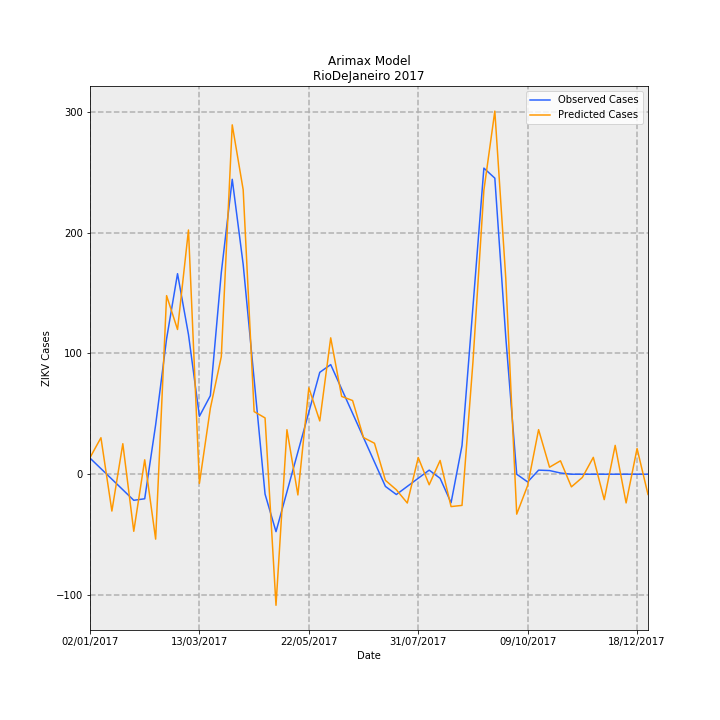 Arimax Model
RioDeJaneiro 2017
Observed Cases
Predicted Cases
300
200
100
0
−100
ZIKV Cases
02/01/2017 13/03/2017 22/05/2017 31/07/2017 09/10/2017 18/12/2017
Date